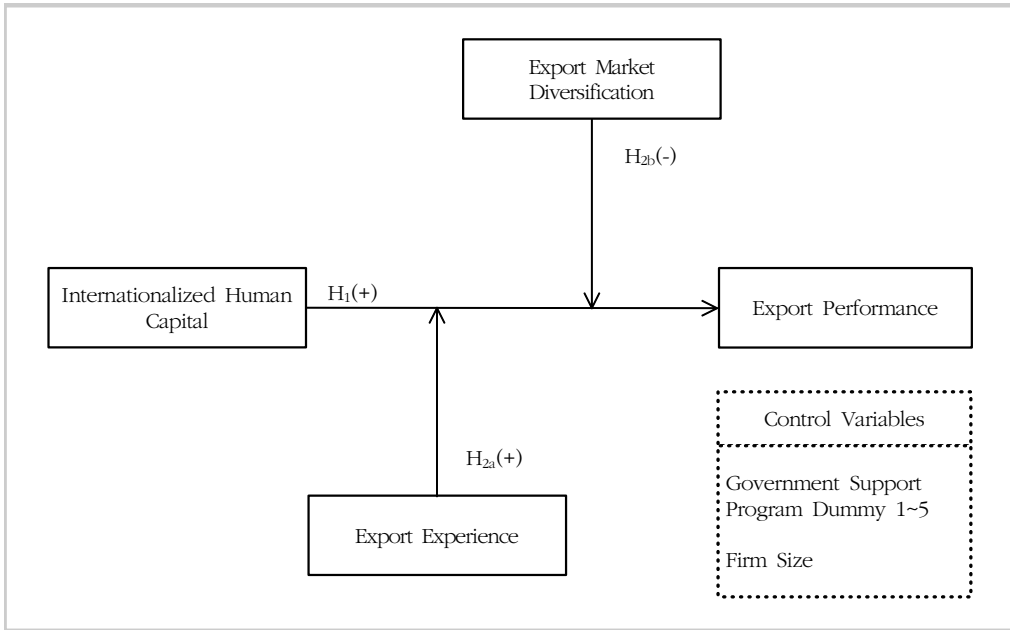 Export Market
Diversification
H2b(-)
Internationalized Human
Capital
H1(+)
Export Performance
H2a(+)
Export Experience
Control Variables
Government Support
Program Dummy 1~5
Firm Size